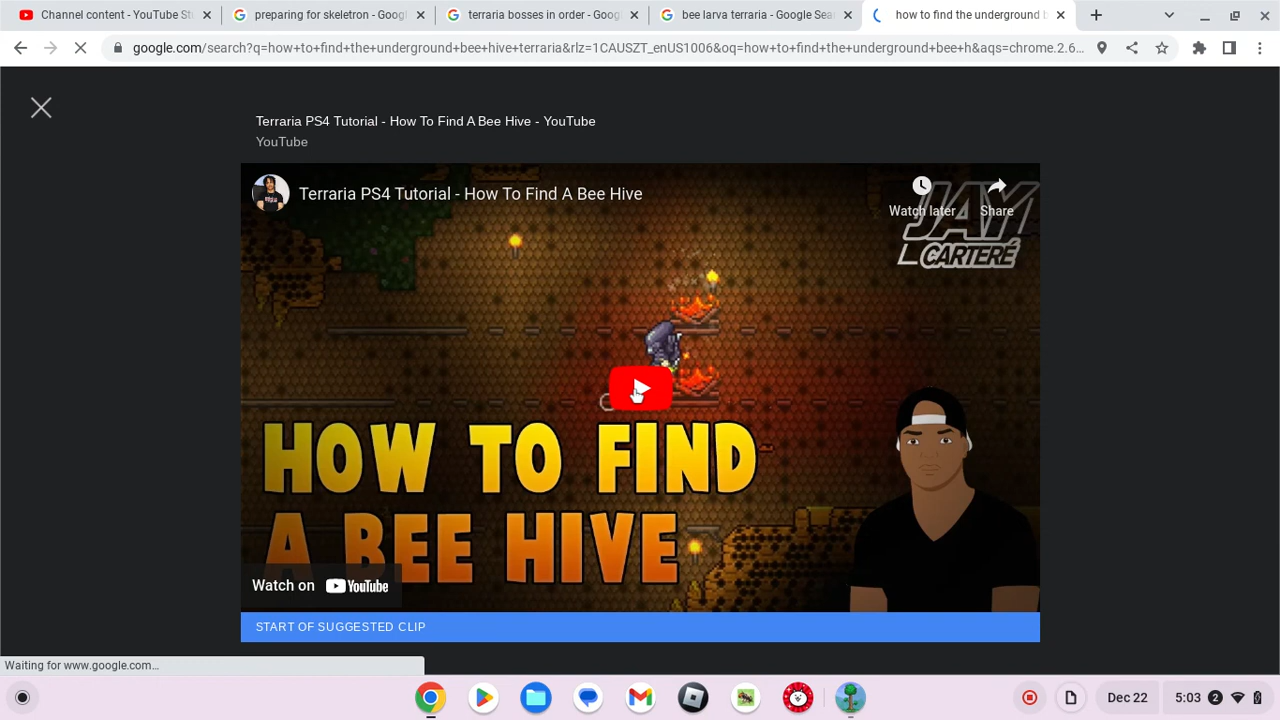 Channel content - YouTube St
preparing for skeletron - Goog
terraria bosses in order - Goog
bee larva terraria - Google Sea
how to find the underground b
google.com/search?q=how+to+find+the+underground+bee+hive+terraria&rlz=1CAUSZT_enUS1006&oq=how+to+find+the+underground+bee+h&aqs=chrome.2.6...
Terraria PS4 Tutorial - How To Find A Bee Hive - YouTube
YouTube
Terraria PS4 Tutorial - How To Find A Bee Hive
Watch later
Share
JAY
CARTERÉ
HOW TO FIND
A BEE HIVE
Watch on YouTube
START OF SUGGESTED CLIP
Waiting for www.google.com...
Dec 22
5:03
2